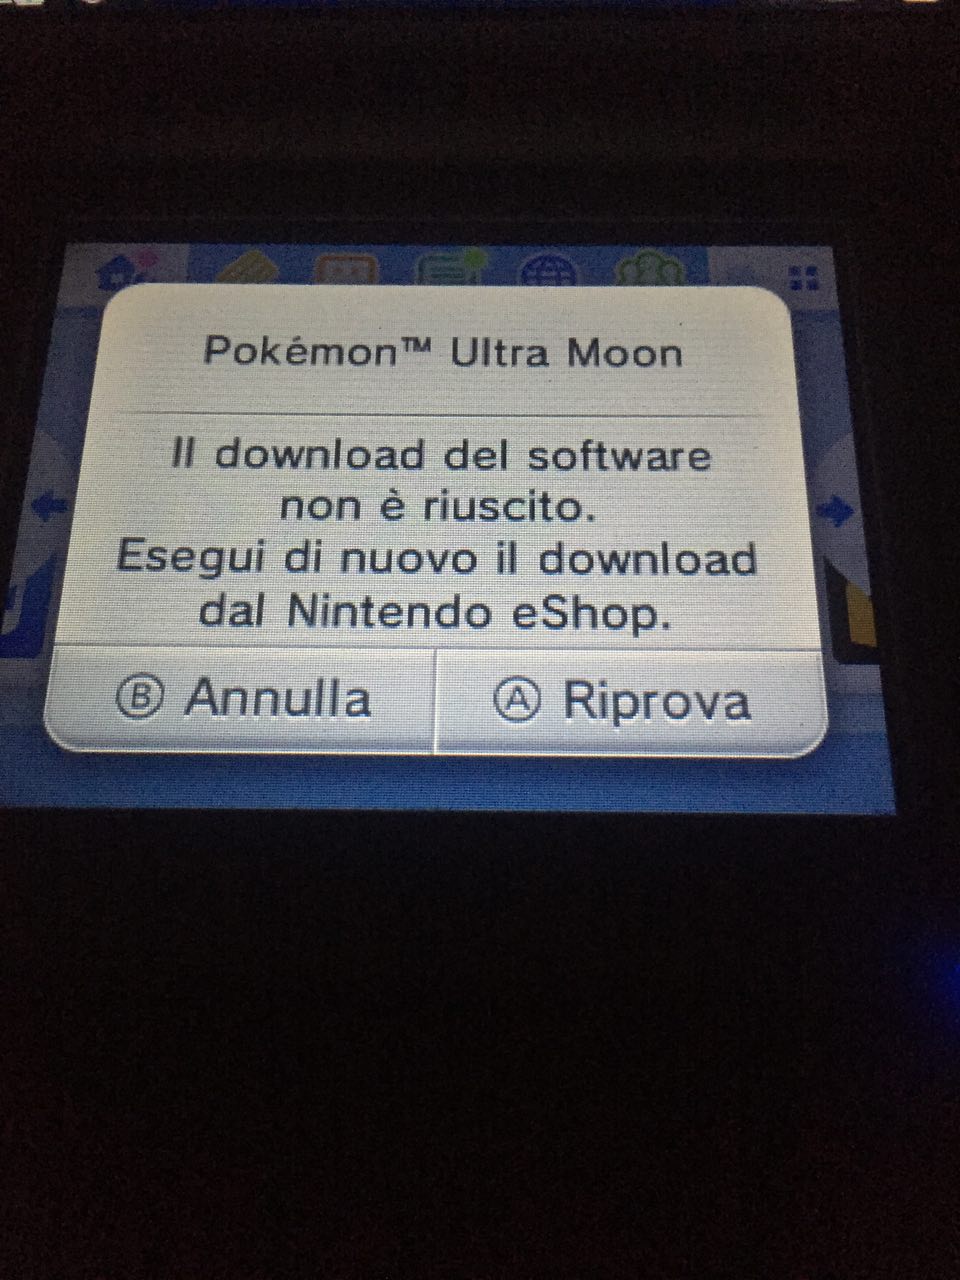 Pokémon™ Ultra Moon
Il download del software
non è riuscito.
Esegui di nuovo il download
dal Nintendo eShop.
Ⓑ Annulla
Ⓐ Riprova